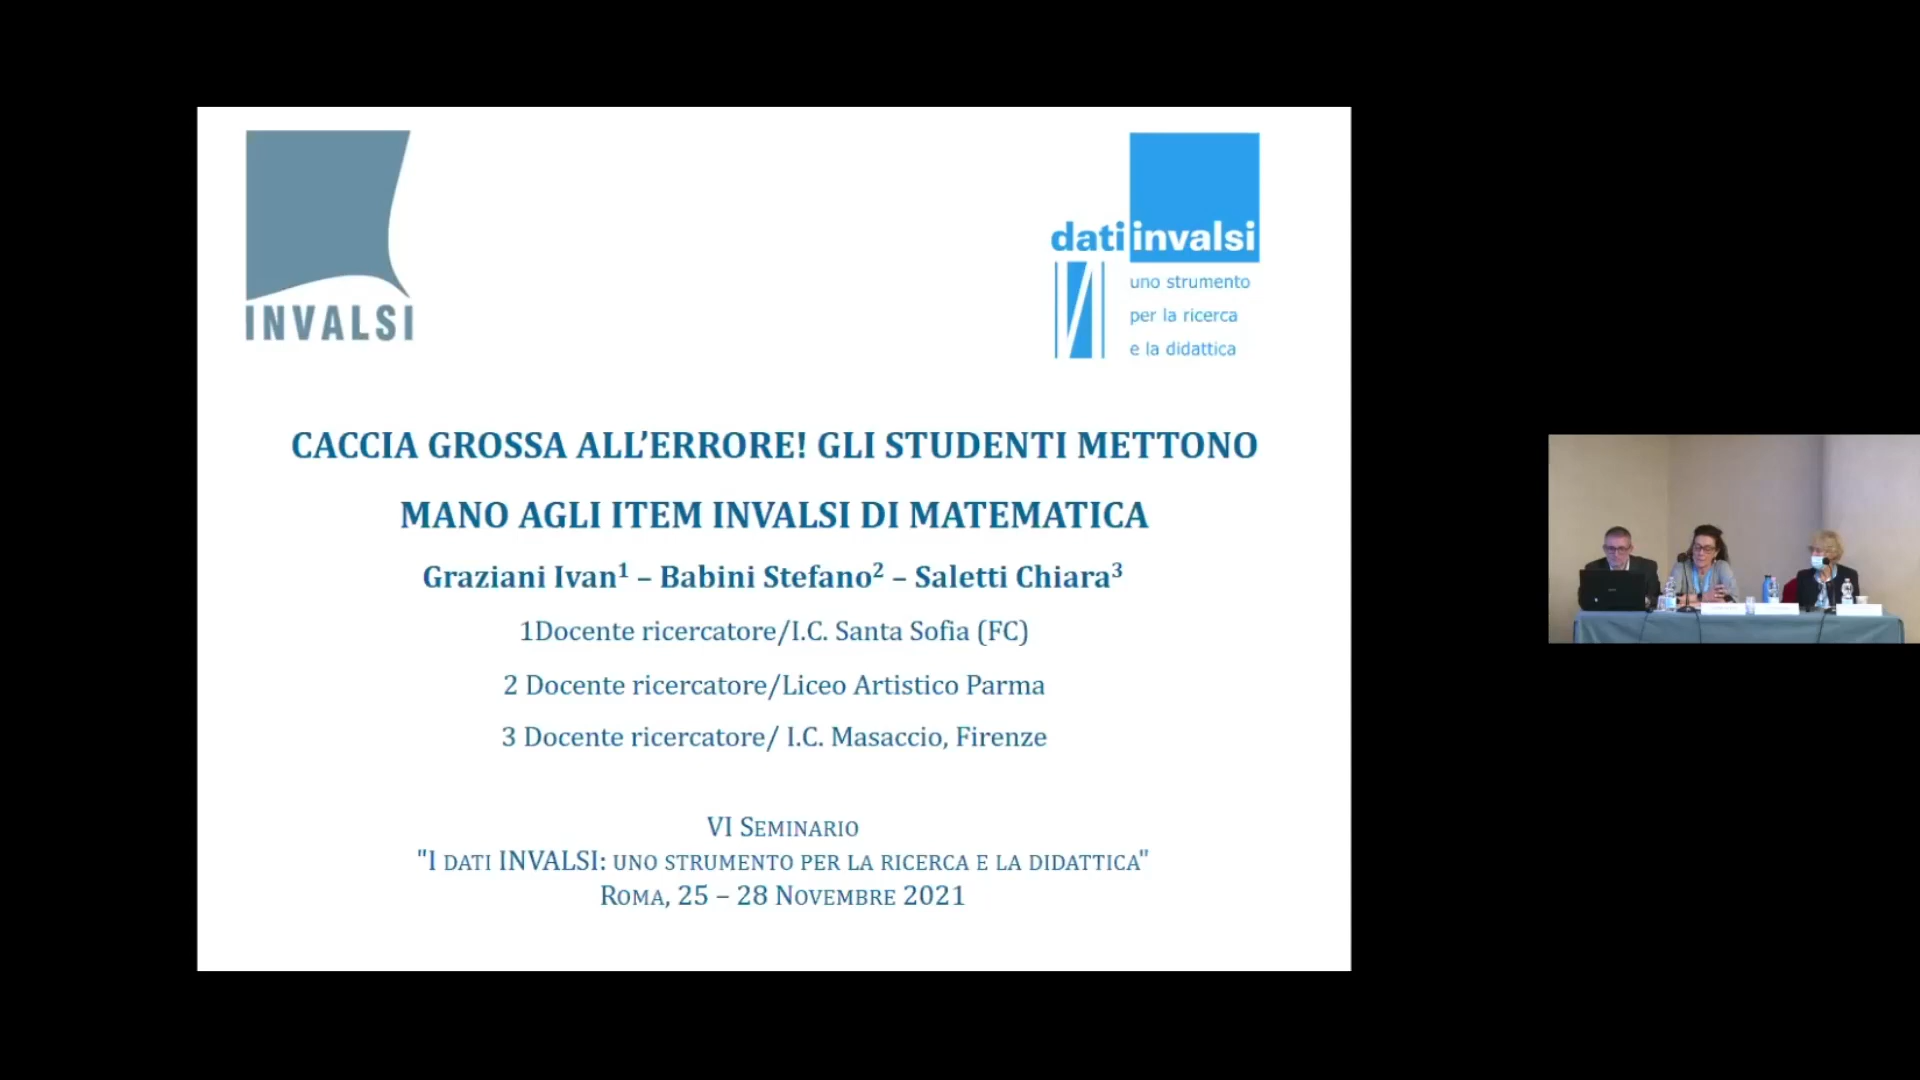 INVALSI
dati invalsi
uno strumento
per la ricerca
e la didattica
CACCIA GROSSA ALL’ERRORE! GLI STUDENTI METTONO
MANO AGLI ITEM INVALSI DI MATEMATICA
Graziani Ivan¹ – Babini Stefano² – Saletti Chiara³
1Docente ricercatore/I.C. Santa Sofia (FC)
2 Docente ricercatore/Liceo Artistico Parma
3 Docente ricercatore/ I.C. Masaccio, Firenze
VI SEMINARIO
"I DATI INVALSI: UNO STRUMENTO PER LA RICERCA E LA DIDATTICA"
ROMA, 25 – 28 NOVEMBRE 2021